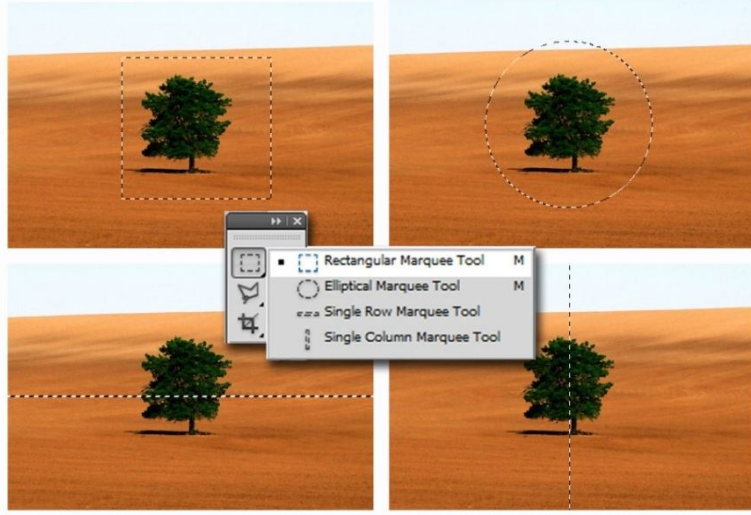 Rectangular Marquee Tool M
Elliptical Marquee Tool M
Single Row Marquee Tool
Single Column Marquee Tool